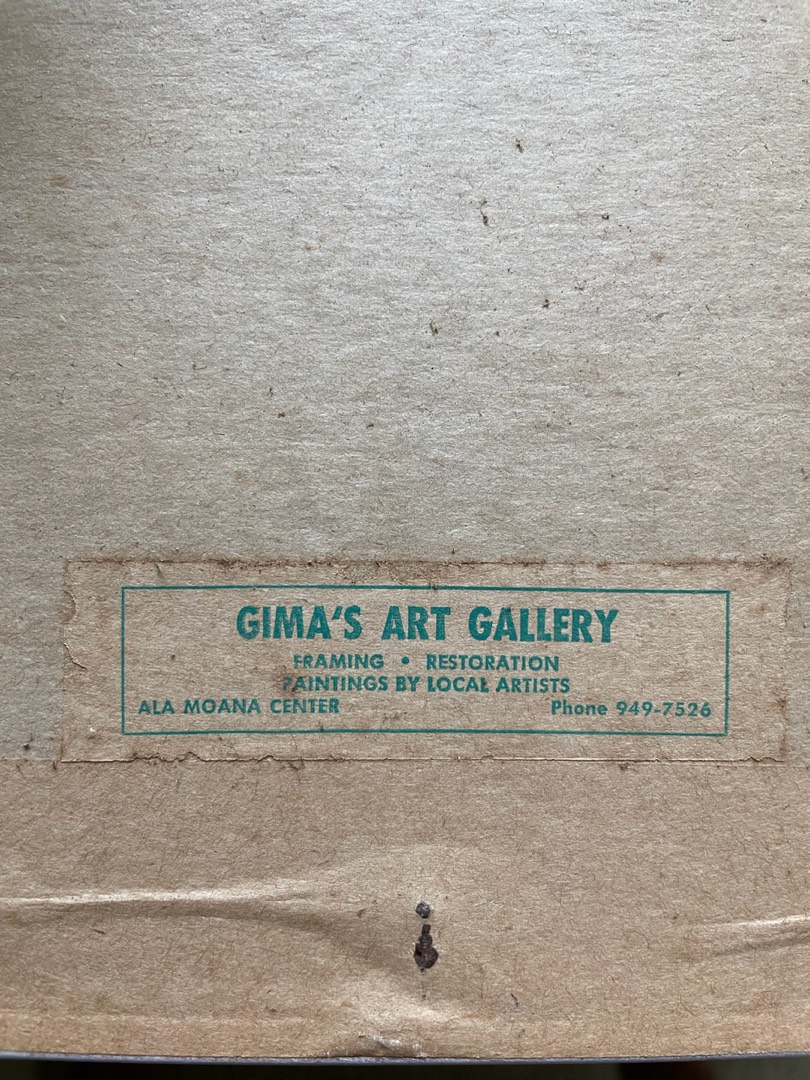 GIMA'S ART GALLERY
FRAMING • RESTORATION
PAINTINGS BY LOCAL ARTISTS
ALA MOANA CENTER Phone 949-7526